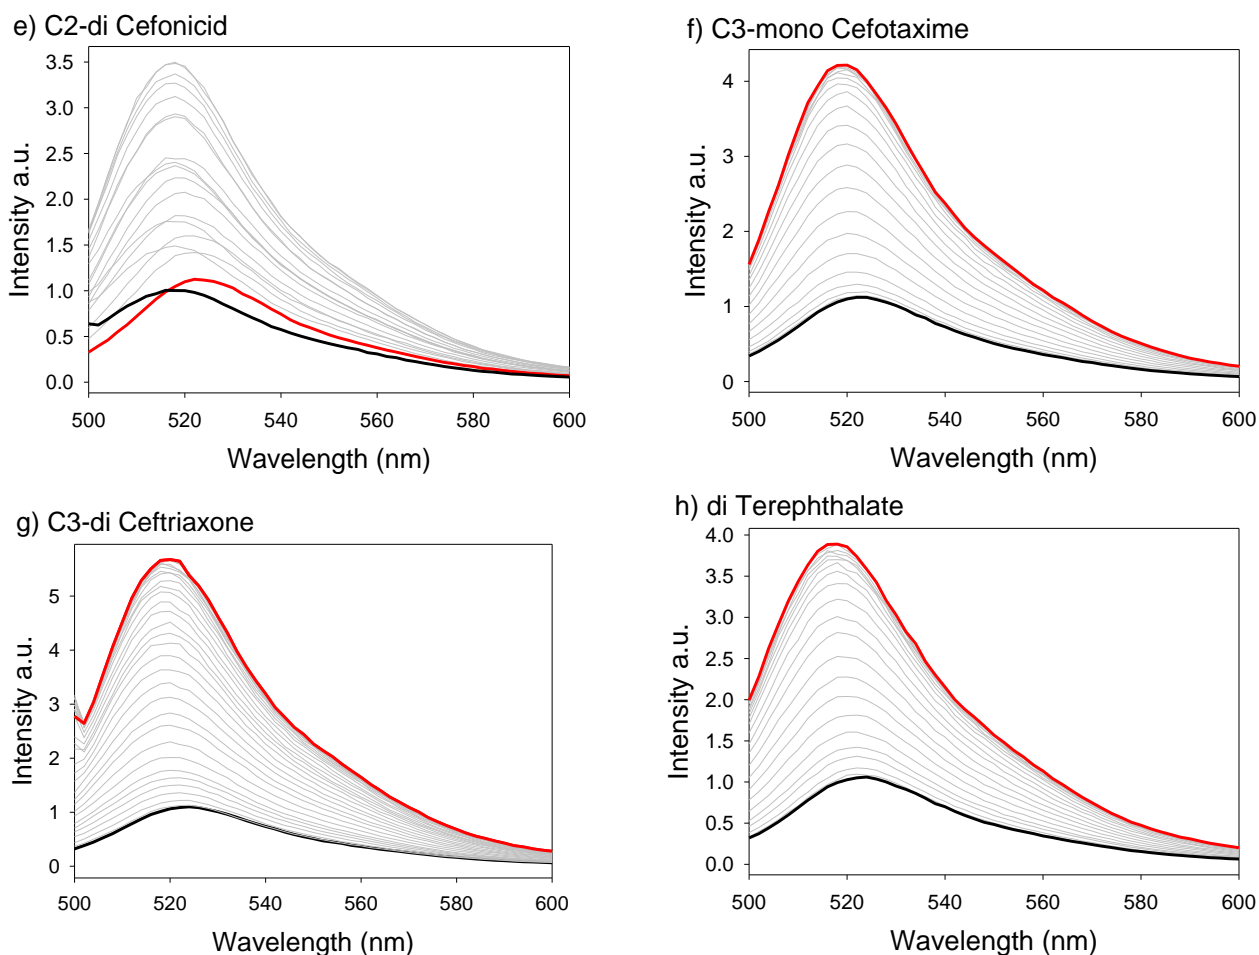 e) C2-di Cefonicid
3.5
3.0
2.5
2.0
1.5
1.0
0.5
0.0
Intensity a.u.
500 520 540 560 580 600
Wavelength (nm)
f) C3-mono Cefotaxime
4
3
2
1
0
Intensity a.u.
500 520 540 560 580 600
Wavelength (nm)
g) C3-di Ceftriaxone
5
4
3
2
1
0
Intensity a.u.
500 520 540 560 580 600
Wavelength (nm)
h) di Terephthalate
4.0
3.5
3.0
2.5
2.0
1.5
1.0
0.5
0.0
Intensity a.u.
500 520 540 560 580 600
Wavelength (nm)